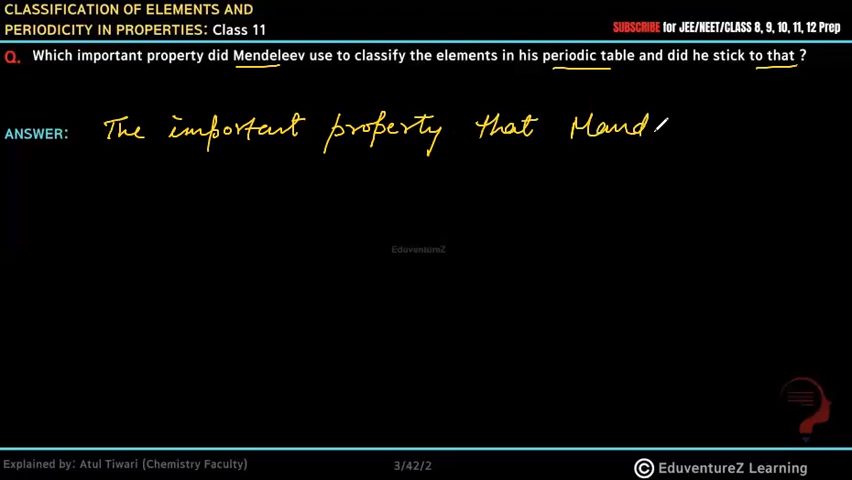 CLASSIFICATION OF ELEMENTS AND
PERIODICITY IN PROPERTIES: Class 11
SUBSCRIBE for JEE/NEET/CLASS 8, 9, 10, 11, 12 Prep
Q. Which important property did Mendeleev use to classify the elements in his periodic table and did he stick to that ?
ANSWER: The important property that Mand
EduventureZ
Explained by: Atul Tiwari (Chemistry Faculty)
3/42/2
© EduventureZ Learning